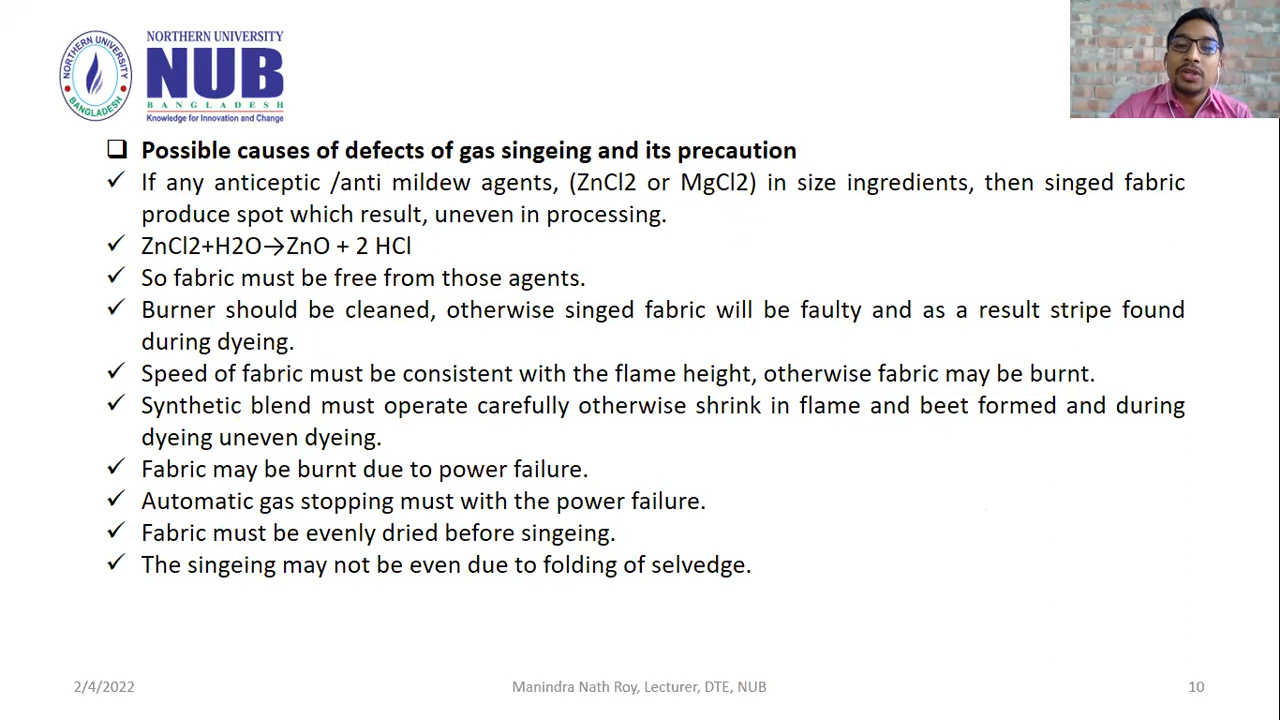 NORTHERN UNIVERSITY
NORTHERN UNIVERSITY
NUB
BANGLADESH
BANGLADESH
Knowledge for Innovation and Change
Possible causes of defects of gas singeing and its precaution
If any anticeptic /anti mildew agents, (ZnCl2 or MgCl2) in size ingredients, then singed fabric
produce spot which result, uneven in processing.
ZnCl2+H2O→ZnO + 2 HCl
So fabric must be free from those agents.
Burner should be cleaned, otherwise singed fabric will be faulty and as a result stripe found
during dyeing.
Speed of fabric must be consistent with the flame height, otherwise fabric may be burnt.
Synthetic blend must operate carefully otherwise shrink in flame and beet formed and during
dyeing uneven dyeing.
Fabric may be burnt due to power failure.
Automatic gas stopping must with the power failure.
Fabric must be evenly dried before singeing.
The singeing may not be even due to folding of selvedge.
2/4/2022
Manindra Nath Roy, Lecturer, DTE, NUB
10